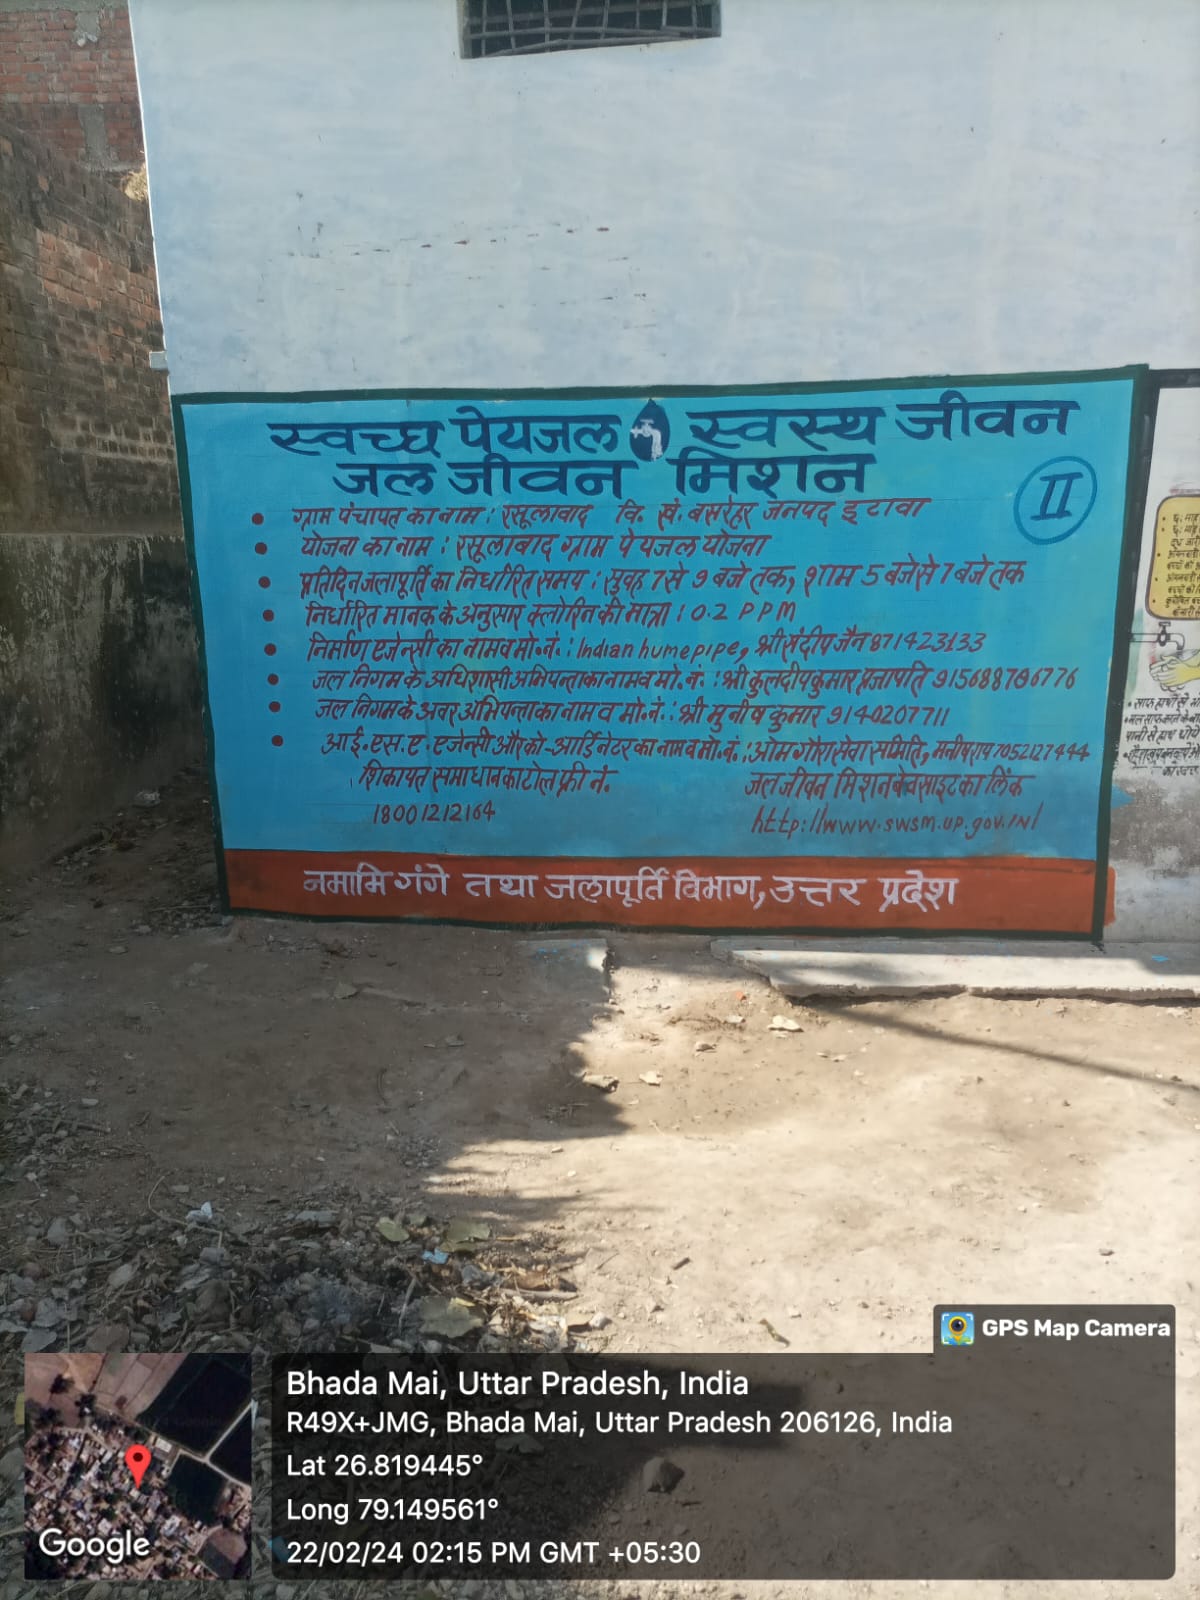 स्वच्छ पेयजल स्वस्थ जीवन
जल जीवन मिशन
II
• ग्राम पंचायत का नाम : रसूलाबाद वि. खं. बसरेहर जनपद इटावा
• योजना का नाम : रसूलाबाद ग्राम पेयजल योजना
• प्रतिदिन जलापूर्ति का निर्धारित समय : सुवह 7 से 9 बजे तक, शाम 5 बजे से 7 बजे तक
• निर्धारित मानक के अनुसार क्लोरिन की मात्रा : 0.2 PPM
• निर्माण एजेन्सी का नाम व मो. नं. : Indian hume pipe, श्री संदीप जैन 871423133
• जल निगम के अधिशासी अभियन्ता का नाम व मो. नं. : श्री कुलदीप कुमार प्रजापति 915688786776
• जल निगम के अवर अभियन्ता का नाम व मो. नं. : श्री मुनीष कुमार 9140207711
• आई. एस. ए. एजेन्सी और को-आर्डिनेटर का नाम व मो. नं. : ओम गौरा सेवा समिति, मनीष राय 7052127444
शिकायत समाधान का टोल फ्री नं.
18001212164
जल जीवन मिशन बेवसाइट का लिंक
http://www.swsm.up.gov.in/
नमामि गंगे तथा जलापूर्ति विभाग, उत्तर प्रदेश
GPS Map Camera
Bhada Mai, Uttar Pradesh, India
R49X+JMG, Bhada Mai, Uttar Pradesh 206126, India
Lat 26.819445°
Long 79.149561°
22/02/24 02:15 PM GMT +05:30
Google